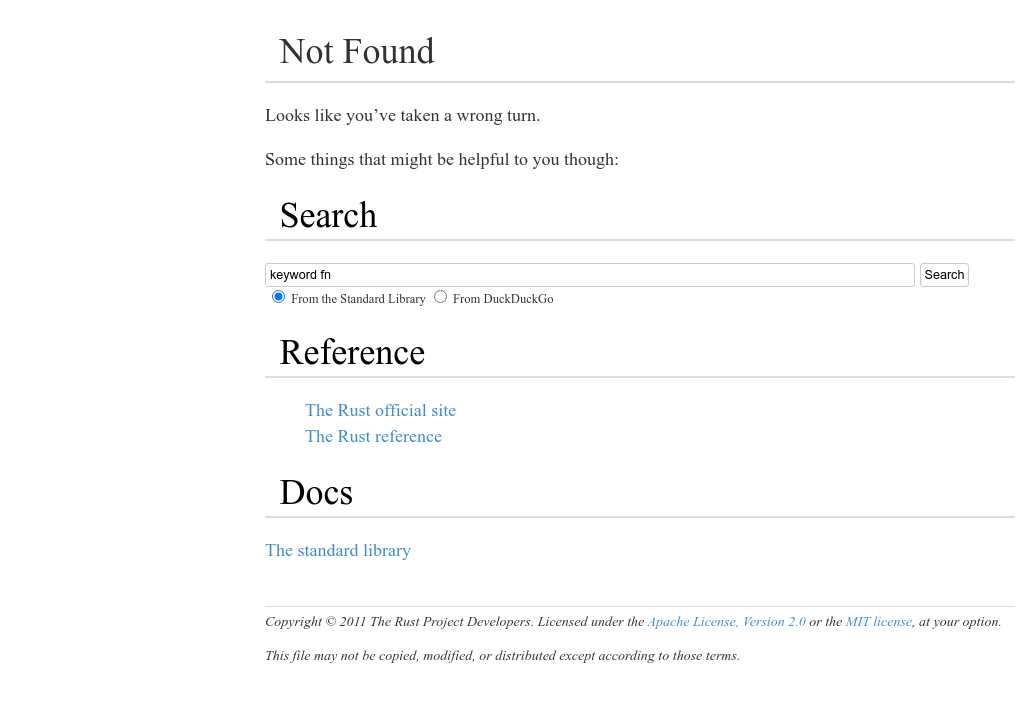 Not Found
Looks like you’ve taken a wrong turn.
Some things that might be helpful to you though:
Search
keyword fn Search
From the Standard Library From DuckDuckGo
Reference
The Rust official site
The Rust reference
Docs
The standard library
Copyright © 2011 The Rust Project Developers. Licensed under the Apache License, Version 2.0 or the MIT license, at your option.
This file may not be copied, modified, or distributed except according to those terms.